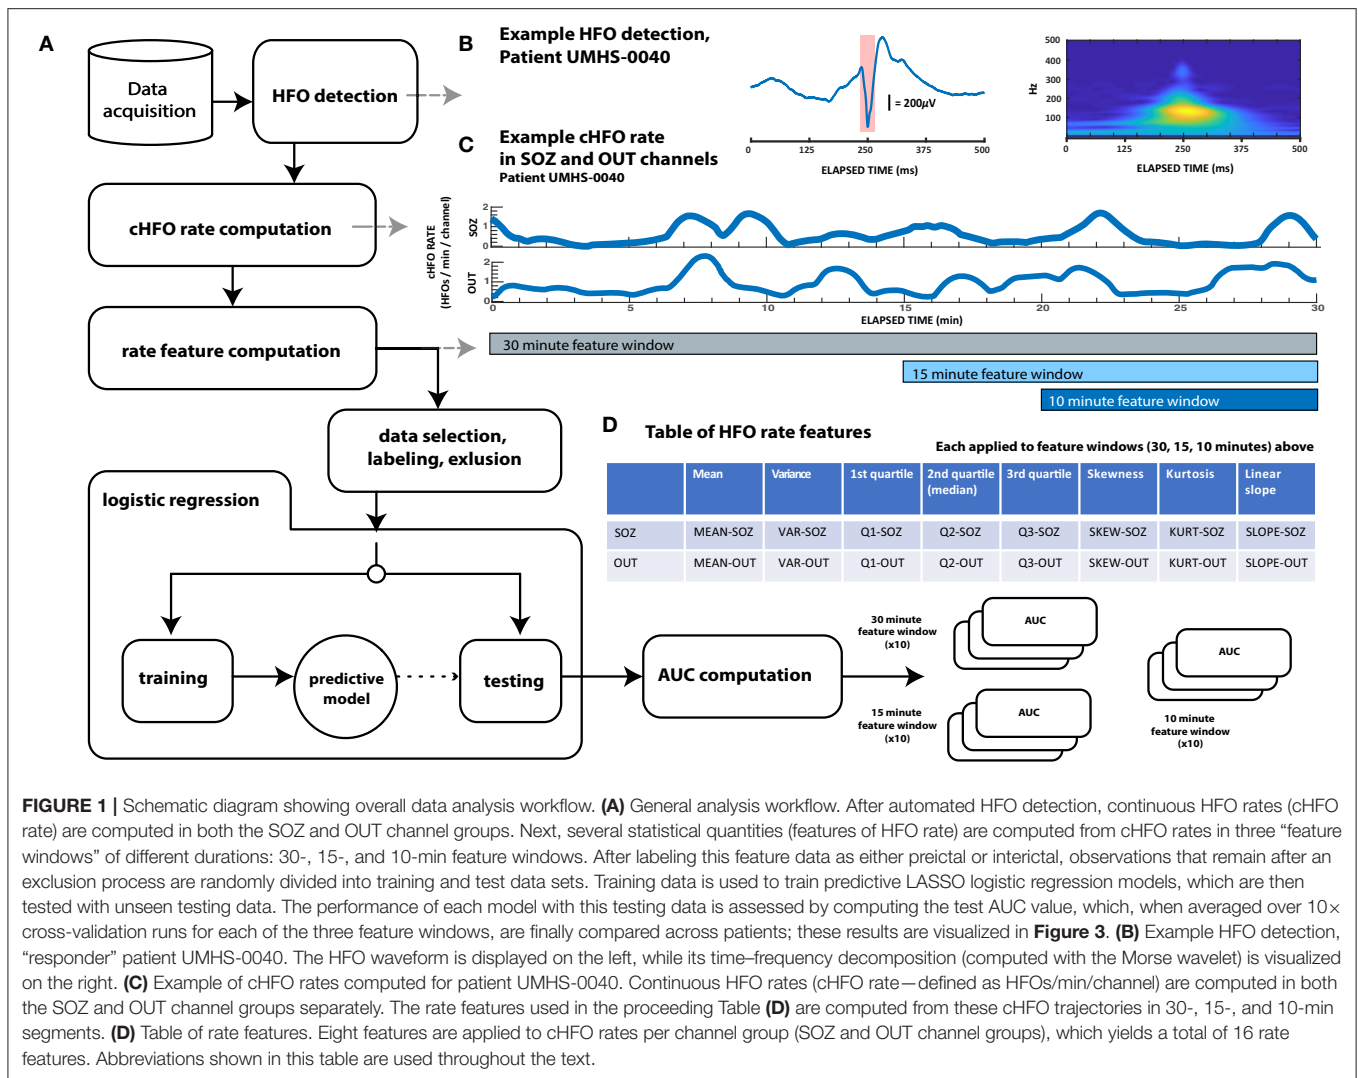 A
Data
acquisition
HFO detection
cHFO rate computation
rate feature computation
data selection,
labeling, exlusion
logistic regression
training
predictive
model
testing
AUC computation
B
Example HFO detection,
Patient UMHS-0040
= 200µV
0 125 250 375 500
ELAPSED TIME (ms)
Hz
500
400
300
200
100
0 125 250 375 500
ELAPSED TIME (ms)
C
Example cHFO rate
in SOZ and OUT channels
Patient UMHS-0040
cHFO RATE
(HFOs / min / channel)
SOZ
2
1
0
OUT
2
1
0
0 5 10 15 20 25 30
ELAPSED TIME (min)
30 minute feature window
15 minute feature window
10 minute feature window
D
Table of HFO rate features
Each applied to feature windows (30, 15, 10 minutes) above
Mean Variance 1st quartile 2nd quartile (median) 3rd quartile Skewness Kurtosis Linear slope
SOZ MEAN-SOZ VAR-SOZ Q1-SOZ Q2-SOZ Q3-SOZ SKEW-SOZ KURT-SOZ SLOPE-SOZ
OUT MEAN-OUT VAR-OUT Q1-OUT Q2-OUT Q3-OUT SKEW-OUT KURT-OUT SLOPE-OUT
30 minute
feature window
(x10)
AUC
15 minute
feature window
(x10)
AUC
AUC
10 minute
feature window
(x10)
FIGURE 1 | Schematic diagram showing overall data analysis workflow. (A) General analysis workflow. After automated HFO detection, continuous HFO rates (cHFO
rate) are computed in both the SOZ and OUT channel groups. Next, several statistical quantities (features of HFO rate) are computed from cHFO rates in three “feature
windows” of different durations: 30-, 15-, and 10-min feature windows. After labeling this feature data as either preictal or interictal, observations that remain after an
exclusion process are randomly divided into training and test data sets. Training data is used to train predictive LASSO logistic regression models, which are then
tested with unseen testing data. The performance of each model with this testing data is assessed by computing the test AUC value, which, when averaged over 10×
cross-validation runs for each of the three feature windows, are finally compared across patients; these results are visualized in Figure 3. (B) Example HFO detection,
“responder” patient UMHS-0040. The HFO waveform is displayed on the left, while its time–frequency decomposition (computed with the Morse wavelet) is visualized
on the right. (C) Example of cHFO rates computed for patient UMHS-0040. Continuous HFO rates (cHFO rate—defined as HFOs/min/channel) are computed in both
the SOZ and OUT channel groups separately. The rate features used in the proceeding Table (D) are computed from these cHFO trajectories in 30-, 15-, and 10-min
segments. (D) Table of rate features. Eight features are applied to cHFO rates per channel group (SOZ and OUT channel groups), which yields a total of 16 rate
features. Abbreviations shown in this table are used throughout the text.